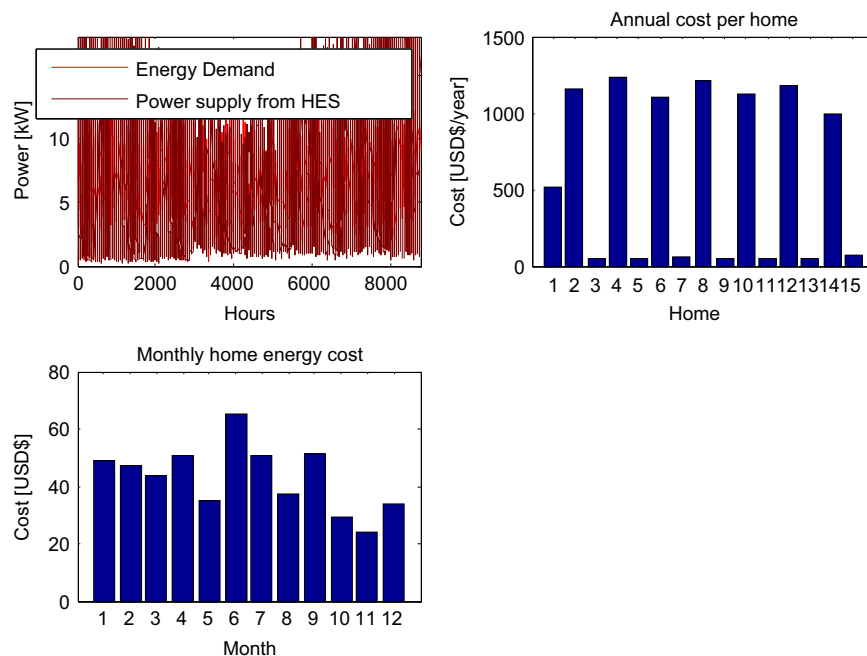 Energy Demand
Power supply from HES
Power [kW]
10
5
0
0 2000 4000 6000 8000
Hours
Annual cost per home
Cost [USD$/year]
1500
1000
500
0
1 2 3 4 5 6 7 8 9 10 11 12 13 14 15
Home
Monthly home energy cost
Cost [USD$]
80
60
40
20
0
1 2 3 4 5 6 7 8 9 10 11 12
Month